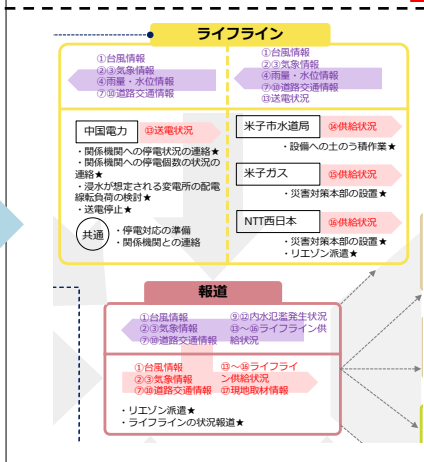 ライフライン
①台風情報
②③気象情報
④雨量・水位情報
⑦⑩道路交通情報
①台風情報
②③気象情報
④雨量・水位情報
⑦⑩道路交通情報
⑬送電状況
中国電力
⑬送電状況
・関係機関への停電状況の連絡★
・関係機関への停電個数の状況の
連絡★
・浸水が想定される変電所の配電
線転負荷の検討★
・送電停止★
共通
・停電対応の準備
・関係機関との連絡
米子市水道局
⑭供給状況
・設備への土のう積作業★
米子ガス
⑮供給状況
・災害対策本部の設置★
NTT西日本
⑯供給状況
・災害対策本部の設置★
・リエゾン派遣★
報道
①台風情報
②③気象情報
⑦⑩道路交通情報
⑨⑫内水氾濫発生状況
⑬～⑯ライフライン供
給状況
①台風情報
②③気象情報
⑦⑩道路交通情報
⑬～⑯ライフライ
ン供給状況
⑰現地取材情報
・リエゾン派遣★
・ライフラインの状況報道★